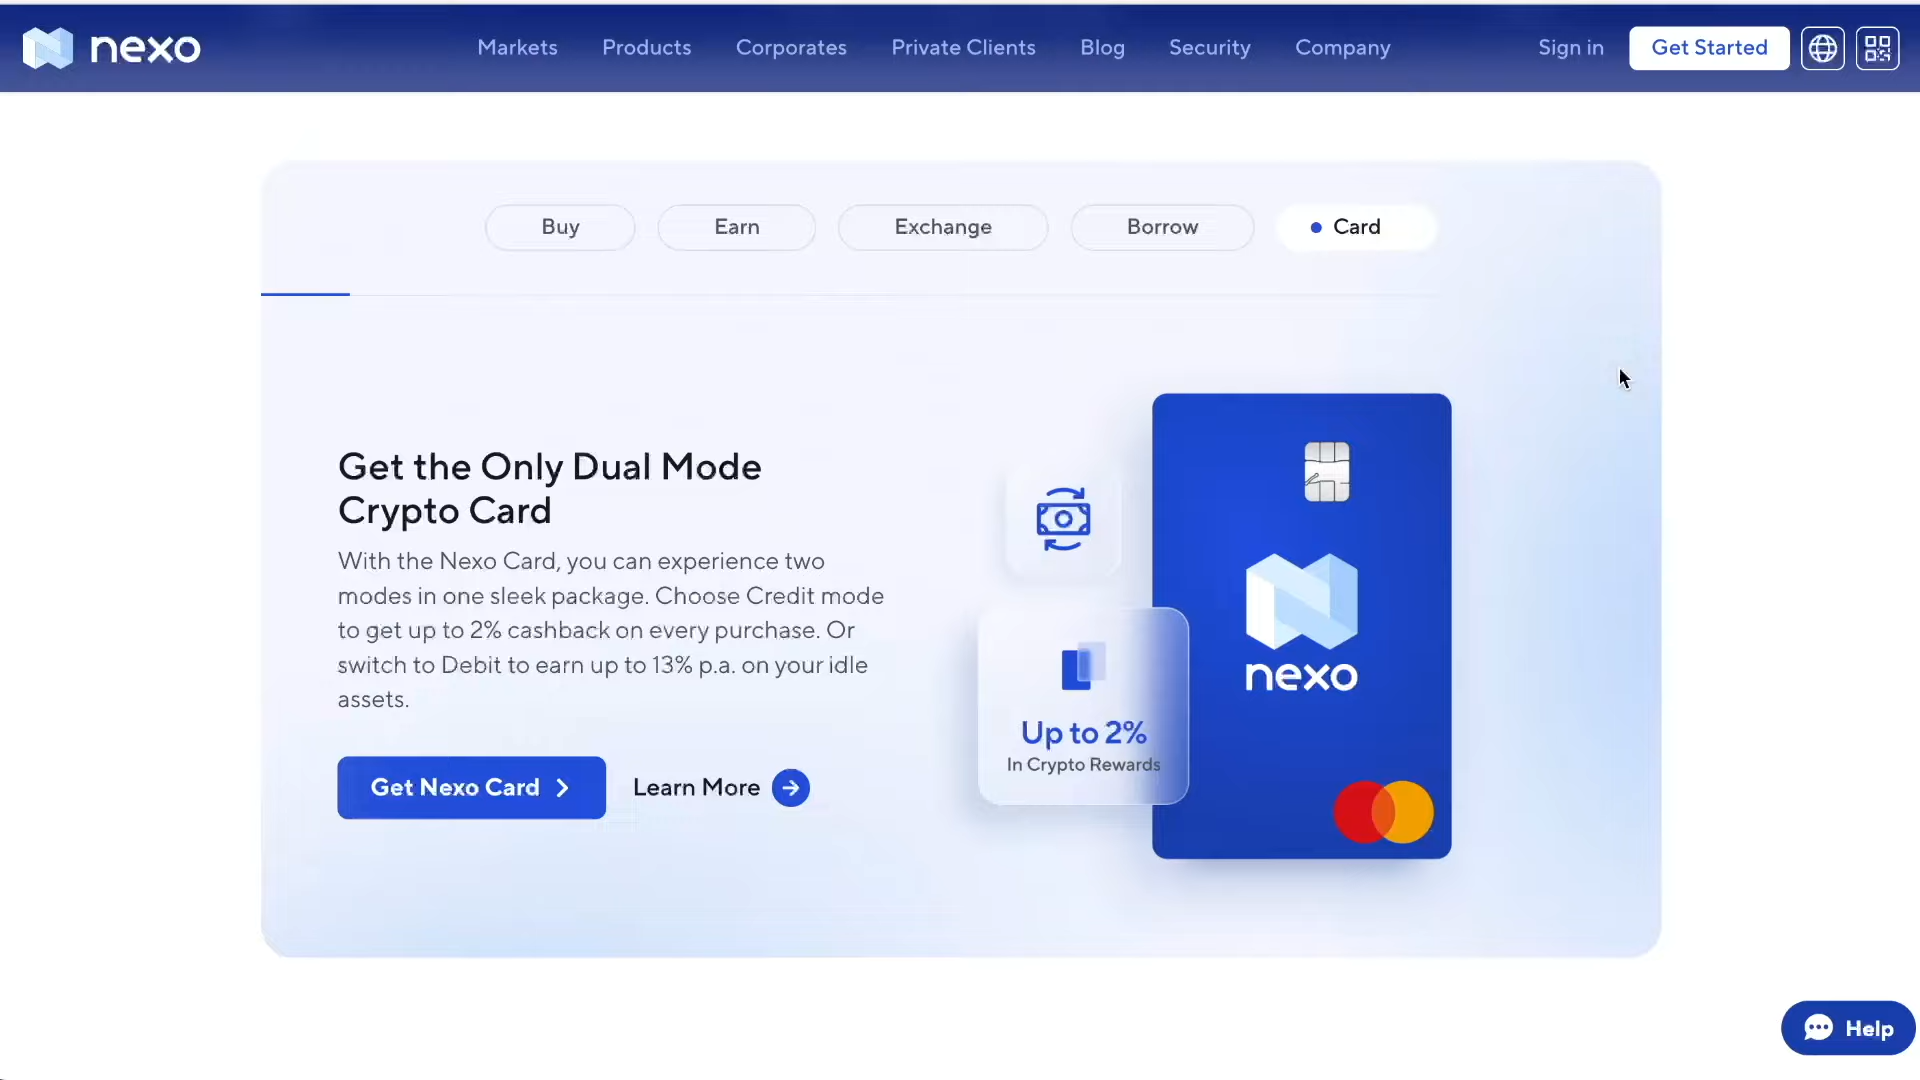 nexo
Markets
Products
Corporates
Private Clients
Blog
Security
Company
Sign in
Get Started
Buy
Earn
Exchange
Borrow
Card
Get the Only Dual Mode
Crypto Card
With the Nexo Card, you can experience two
modes in one sleek package. Choose Credit mode
to get up to 2% cashback on every purchase. Or
switch to Debit to earn up to 13% p.a. on your idle
assets.
Get Nexo Card
Learn More
nexo
Up to 2%
In Crypto Rewards
Help